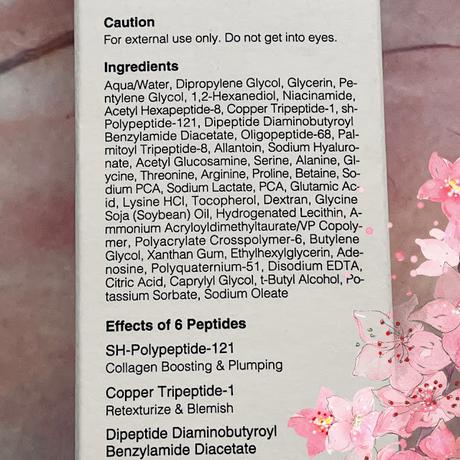 Caution
For external use only. Do not get into eyes.
Ingredients
Aqua/Water, Dipropylene Glycol, Glycerin, Pe-
ntylene Glycol, 1,2-Hexanediol, Niacinamide,
Acetyl Hexapeptide-8, Copper Tripeptide-1, sh-
Polypeptide-121, Dipeptide Diaminobutyroyl
Benzylamide Diacetate, Oligopeptide-68, Pal-
mitoyl Tripeptide-8, Allantoin, Sodium Hyaluro-
nate, Acetyl Glucosamine, Serine, Alanine, Gl-
ycine, Threonine, Arginine, Proline, Betaine, So-
dium PCA, Sodium Lactate, PCA, Glutamic Ac-
id, Lysine HCl, Tocopherol, Dextran, Glycine
Soja (Soybean) Oil, Hydrogenated Lecithin, A-
mmonium Acryloyldimethyltaurate/VP Copoly-
mer, Polyacrylate Crosspolymer-6, Butylene
Glycol, Xanthan Gum, Ethylhexylglycerin, Ade-
nosine, Polyquaternium-51, Disodium EDTA,
Citric Acid, Caprylyl Glycol, t-Butyl Alcohol, Po-
tassium Sorbate, Sodium Oleate
Effects of 6 Peptides
SH-Polypeptide-121
Collagen Boosting & Plumping
Copper Tripeptide-1
Retexturize & Blemish
Dipeptide Diaminobutyroyl
Benzylamide Diacetate